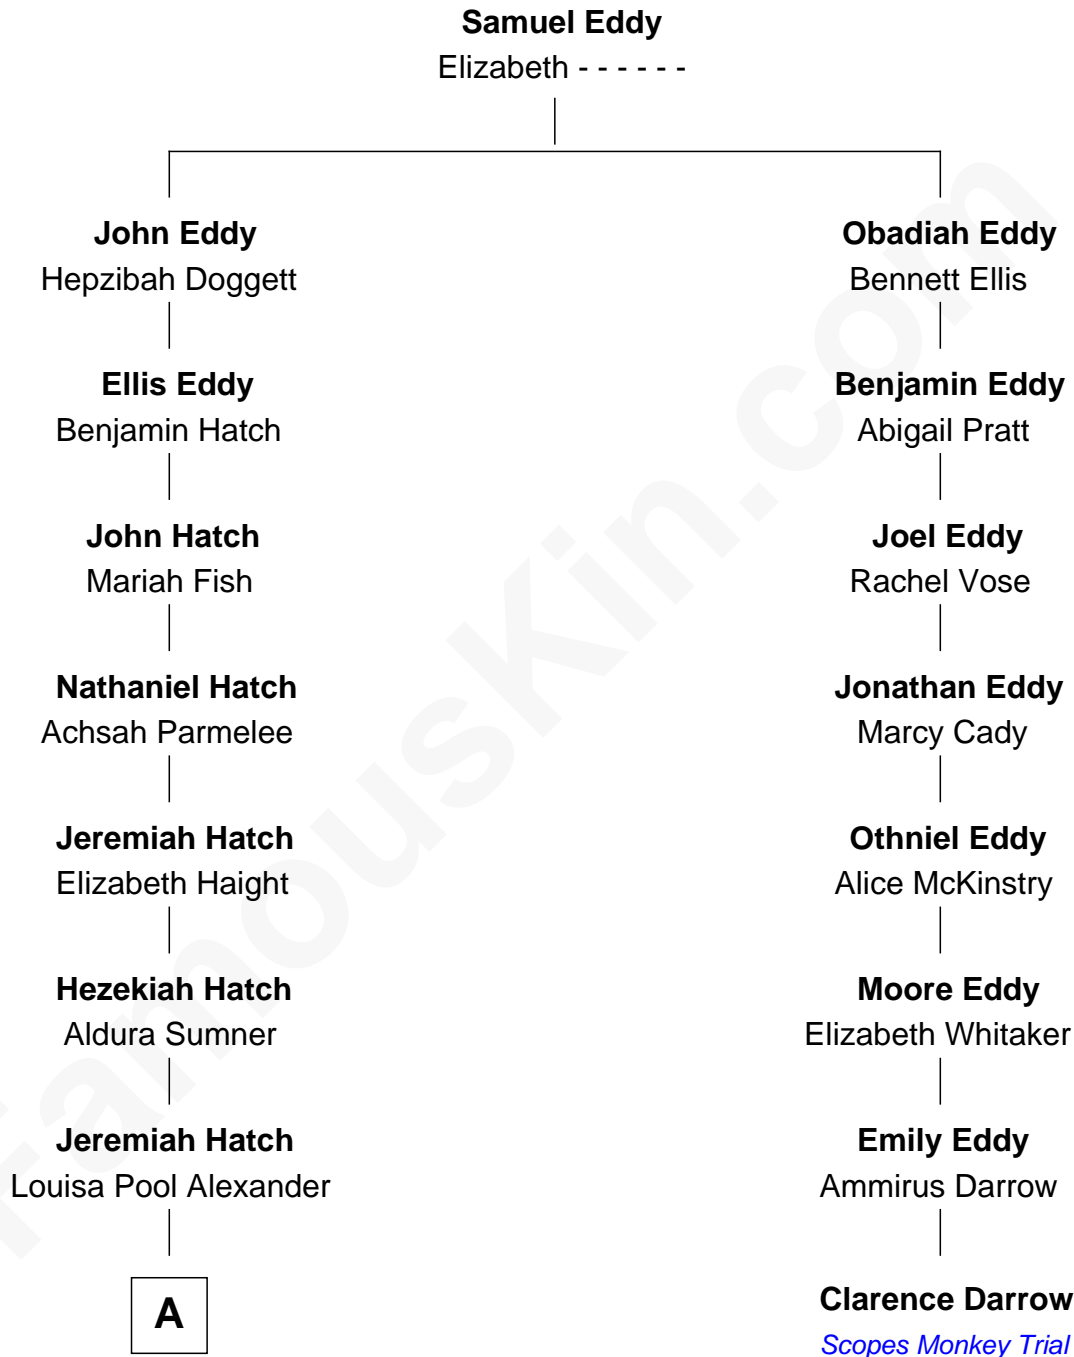 Samuel Eddy
Elizabeth - - - - - -
John Eddy
Hepzibah Doggett
Obadiah Eddy
Bennett Ellis
Ellis Eddy
Benjamin Hatch
Benjamin Eddy
Abigail Pratt
John Hatch
Mariah Fish
Joel Eddy
Rachel Vose
Nathaniel Hatch
Achsah Parmelee
Jonathan Eddy
Marcy Cady
Jeremiah Hatch
Elizabeth Haight
Othniel Eddy
Alice McKinstry
Hezekiah Hatch
Aldura Sumner
Moore Eddy
Elizabeth Whitaker
Jeremiah Hatch
Louisa Pool Alexander
Emily Eddy
Ammirus Darrow
A
Clarence Darrow
Scopes Monkey Trial
FamousKin.com